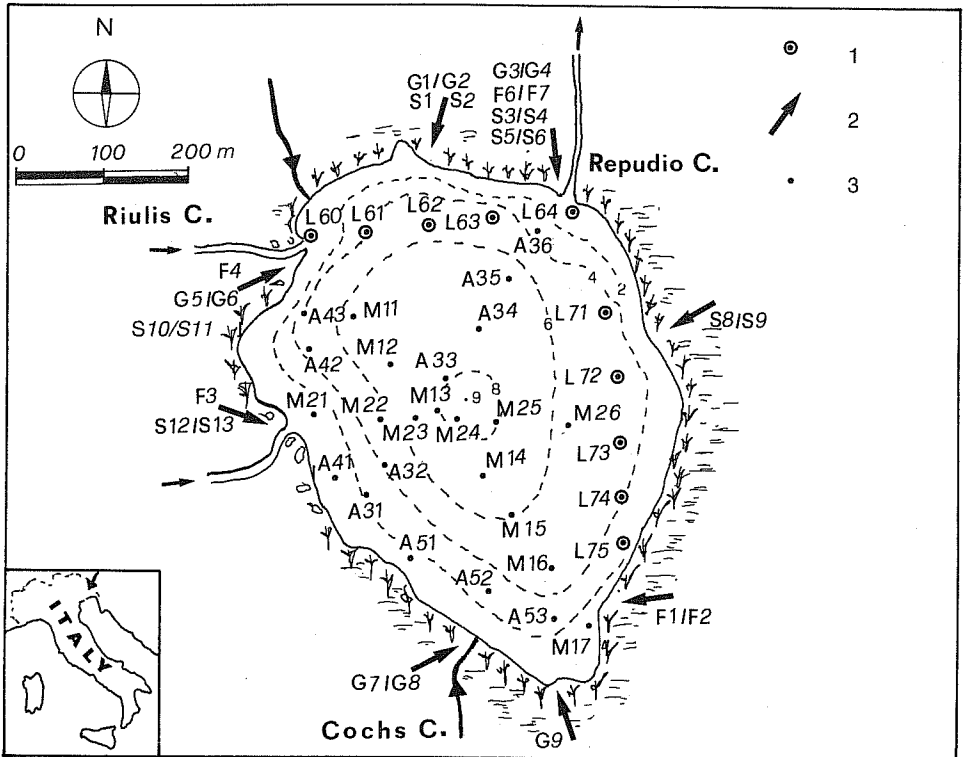 N
0 100 200 m
G1/G2
S1 S2
G3/G4
F6/F7
S3/S4
S5/S6
1
2
3
Repudio C.
Riulis C.
L60
L61
L62
L63
L64
A36
F4
G5/G6
S10/S11
A35
4
2
A43
M11
A34
6
L71
S8/S9
M12
A42
A33
L72
8
9
F3
S12/S13
M21
M22
M13
M25
M26
M23
M24
L73
A41
A32
M14
L74
A31
M15
A51
M16
L75
A52
A53
F1/F2
M17
G7/G8
Cochs C.
G9
ITALY